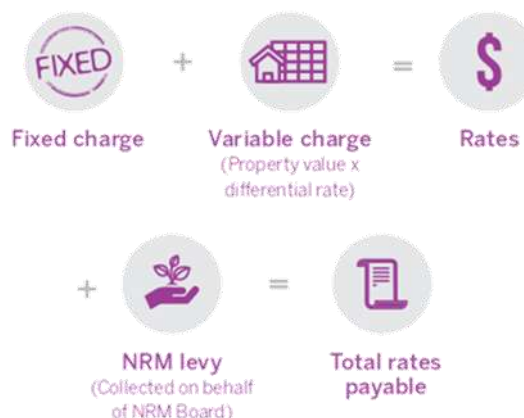 FIXED
+
=
$
Fixed charge
Variable charge
(Property value x
differential rate)
Rates
+
=
NRM levy
(Collected on behalf
of NRM Board)
Total rates
payable